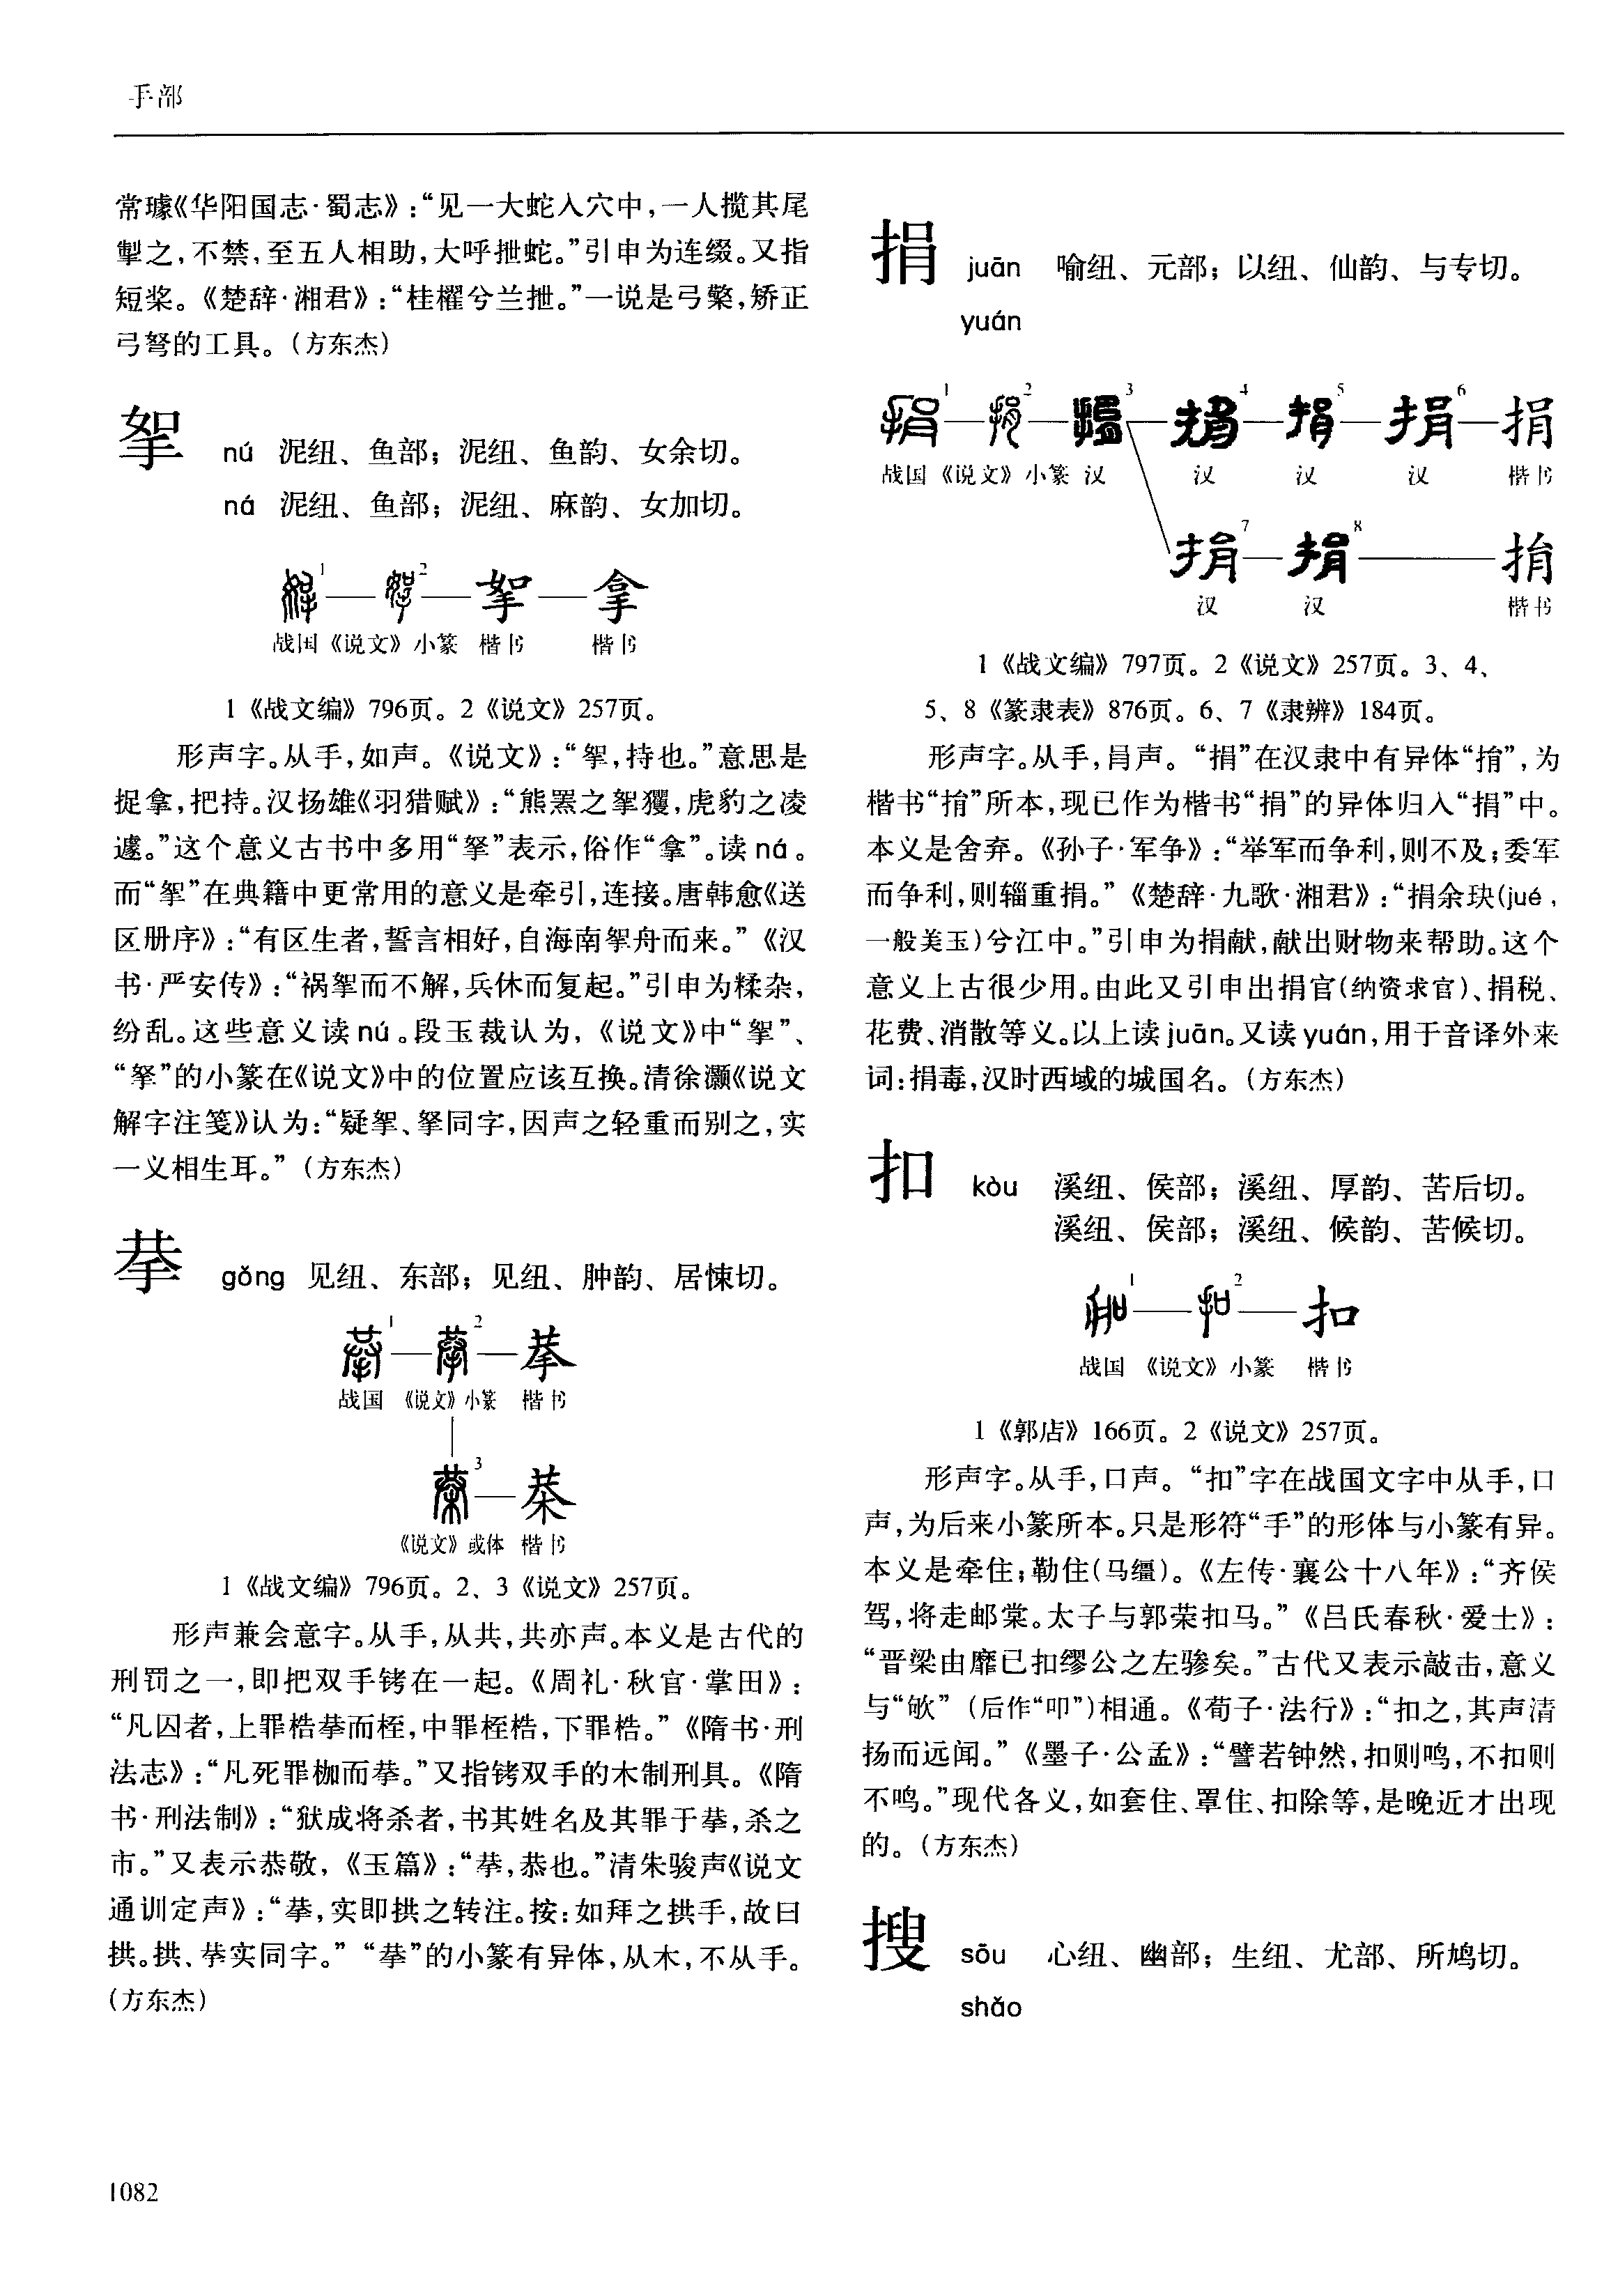 手部
常璩《华阳国志·蜀志》:“见一大蛇入穴中,一人揽其尾
掣之,不禁,至五人相助,大呼抴蛇。”引申为连缀。又指
短桨。《楚辞·湘君》:“桂櫂兮兰抴。”一说是弓檠,矫正
弓弩的工具。(方东杰)
挐 nú 泥纽、鱼部;泥纽、鱼韵、女余切。
ná 泥纽、鱼部;泥纽、麻韵、女加切。
1 2 挐 拿
战国 《说文》小篆 楷书 楷书
1《战文编》796页。2《说文》257页。
形声字。从手,如声。《说文》:“挐,持也。”意思是
捉拿,把持。汉扬雄《羽猎赋》:“熊罴之挐玃,虎豹之凌
遽。”这个意义古书中多用“拏”表示,俗作“拿”。读ná。
而“挐”在典籍中更常用的意义是牵引,连接。唐韩愈《送
区册序》:“有区生者,誓言相好,自海南挐舟而来。”《汉
书·严安传》:“祸挐而不解,兵休而复起。”引申为糅杂,
纷乱。这些意义读nú。段玉裁认为,《说文》中“挐”、
“拏”的小篆在《说文》中的位置应该互换。清徐灏《说文
解字注笺》认为:“疑挐、拏同字,因声之轻重而别之,实
一义相生耳。”(方东杰)
拲 gǒng 见纽、东部;见纽、肿韵、居悚切。
1 2 拲
战国 《说文》小篆 楷书
3 𣑱
《说文》或体 楷书
1《战文编》796页。2、3《说文》257页。
形声兼会意字。从手,从共,共亦声。本义是古代的
刑罚之一,即把双手铐在一起。《周礼·秋官·掌田》:
“凡囚者,上罪梏拲而桎,中罪桎梏,下罪梏。”《隋书·刑
法志》:“凡死罪枷而拲。”又指铐双手的木制刑具。《隋
书·刑法制》:“狱成将杀者,书其姓名及其罪于拲,杀之
市。”又表示恭敬,《玉篇》:“拲,恭也。”清朱骏声《说文
通训定声》:“拲,实即拱之转注。按:如拜之拱手,故曰
拱。拱、拲实同字。”“拲”的小篆有异体,从木,不从手。
(方东杰)
捐 juān 喻纽、元部;以纽、仙韵、与专切。
yuán
1 2 3 4 5 6 捐
战国 《说文》小篆 汉 汉 汉 汉 楷书
7 8 㧁
汉 汉 楷书
1《战文编》797页。2《说文》257页。3、4、
5、8《篆隶表》876页。6、7《隶辨》184页。
形声字。从手,肙声。“捐”在汉隶中有异体“㧁”,为
楷书“㧁”所本,现已作为楷书“捐”的异体归入“捐”中。
本义是舍弃。《孙子·军争》:“举军而争利,则不及;委军
而争利,则辎重捐。”《楚辞·九歌·湘君》:“捐余玦(jué,
一般美玉)兮江中。”引申为捐献,献出财物来帮助。这个
意义上古很少用。由此又引申出捐官(纳资求官)、捐税、
花费、消散等义。以上读juān。又读yuán,用于音译外来
词:捐毒,汉时西域的城国名。(方东杰)
扣 kòu 溪纽、侯部;溪纽、厚韵、苦后切。
溪纽、侯部;溪纽、候韵、苦候切。
1 2 扣
战国 《说文》小篆 楷书
1《郭店》166页。2《说文》257页。
形声字。从手,口声。“扣”字在战国文字中从手,口
声,为后来小篆所本。只是形符“手”的形体与小篆有异。
本义是牵住;勒住(马缰)。《左传·襄公十八年》:“齐侯
驾,将走邮棠。太子与郭荣扣马。”《吕氏春秋·爱士》:
“晋梁由靡已扣缪公之左骖矣。”古代又表示敲击,意义
与“敂”(后作“叩”)相通。《荀子·法行》:“扣之,其声清
扬而远闻。”《墨子·公孟》:“譬若钟然,扣则鸣,不扣则
不鸣。”现代各义,如套住、罩住、扣除等,是晚近才出现
的。(方东杰)
搜 sōu 心纽、幽部;生纽、尤部、所鸠切。
shǎo
1082